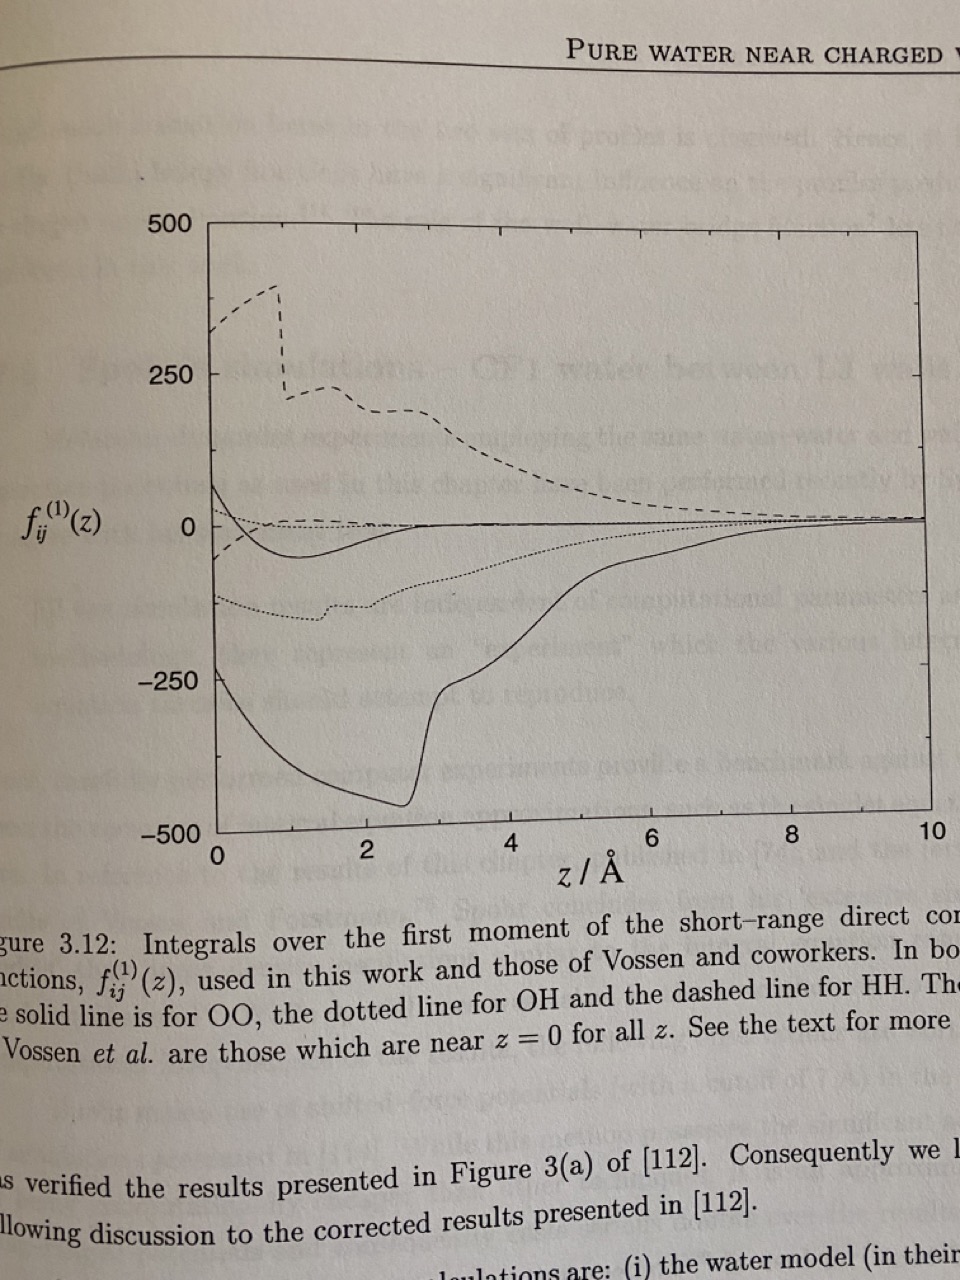 PURE WATER NEAR CHARGED
500
250
0
−250
−500
f_{ij}^{(1)}(z)
0 2 4 6 8 10
z / Å
gure 3.12: Integrals over the first moment of the short–range direct cor
nctions, f_{ij}^{(1)}(z), used in this work and those of Vossen and coworkers. In bo
e solid line is for OO, the dotted line for OH and the dashed line for HH. The
Vossen et al. are those which are near z = 0 for all z. See the text for more
as verified the results presented in Figure 3(a) of [112]. Consequently we l
llowing discussion to the corrected results presented in [112].
lculations are: (i) the water model (in their